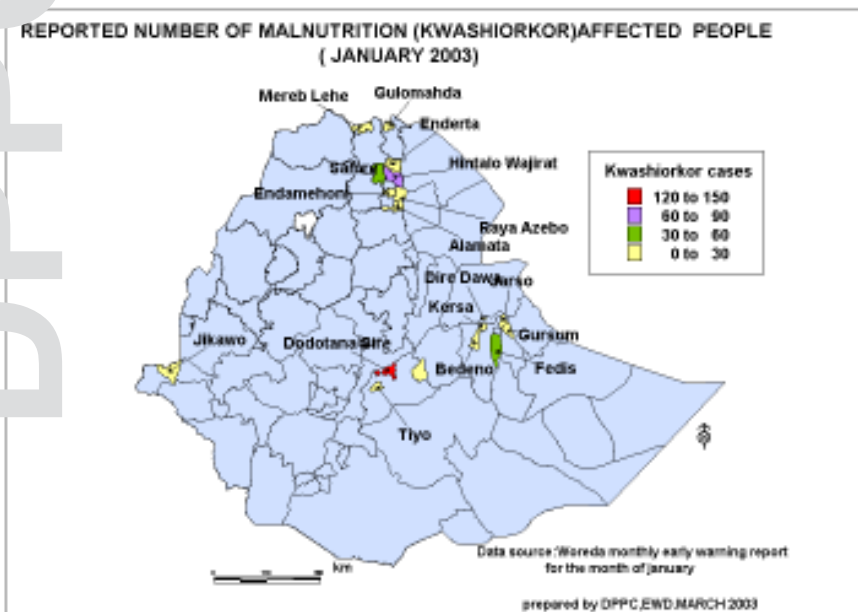 REPORTED NUMBER OF MALNUTRITION (KWASHIORKOR)AFFECTED PEOPLE
( JANUARY 2003)
Mereb Lehe
Gulomahda
Enderta
Hintalo Wajirat
Endamehoni
Raya Azebo
Alamata
Dire Dawa
Jarso
Kersa
Gursum
Jikawo
Dodotana Sire
Bedeno
Fedis
Tiyo
Kwashiorkor cases
120 to 150
60 to 90
30 to 60
0 to 30
km
Data source:Woreda monthly early warning report
for the month of january
prepared by DPPC,EWD,MARCH 2003
DPPC